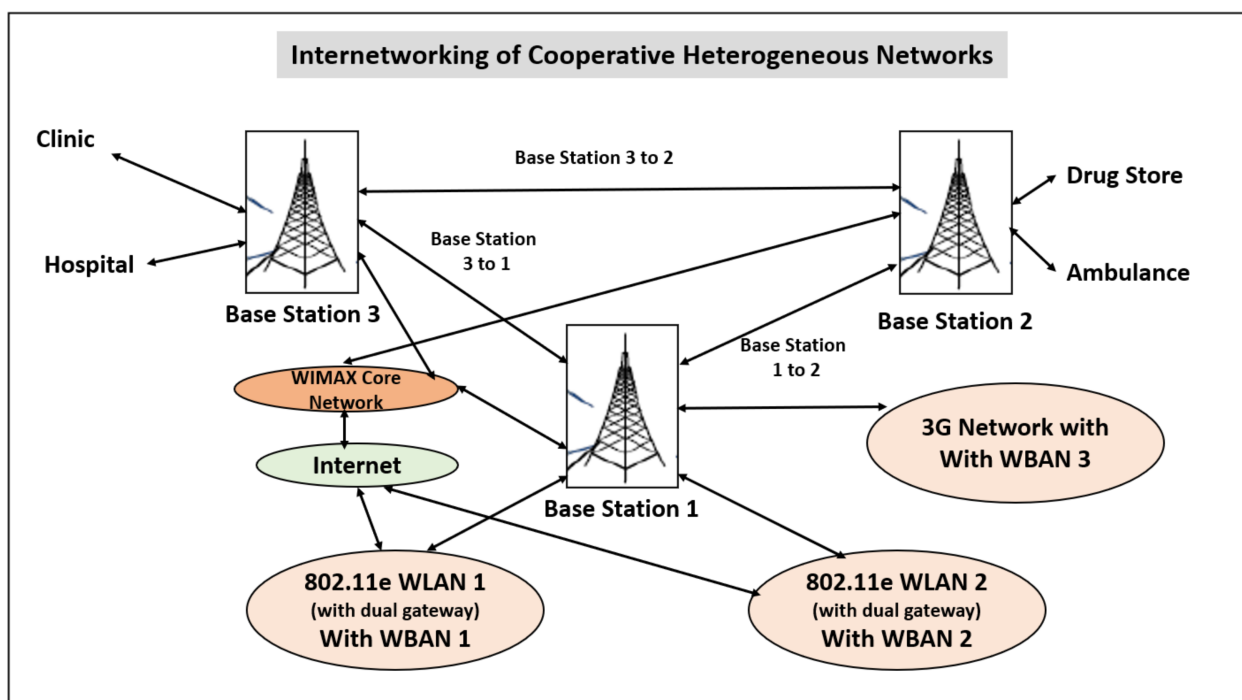 Internetworking of Cooperative Heterogeneous Networks
Clinic
Hospital
Base Station 3
Base Station 3 to 2
Base Station
3 to 1
Drug Store
Ambulance
Base Station 2
Base Station
1 to 2
WIMAX Core
Network
Internet
Base Station 1
3G Network with
With WBAN 3
802.11e WLAN 1
(with dual gateway)
With WBAN 1
802.11e WLAN 2
(with dual gateway)
With WBAN 2